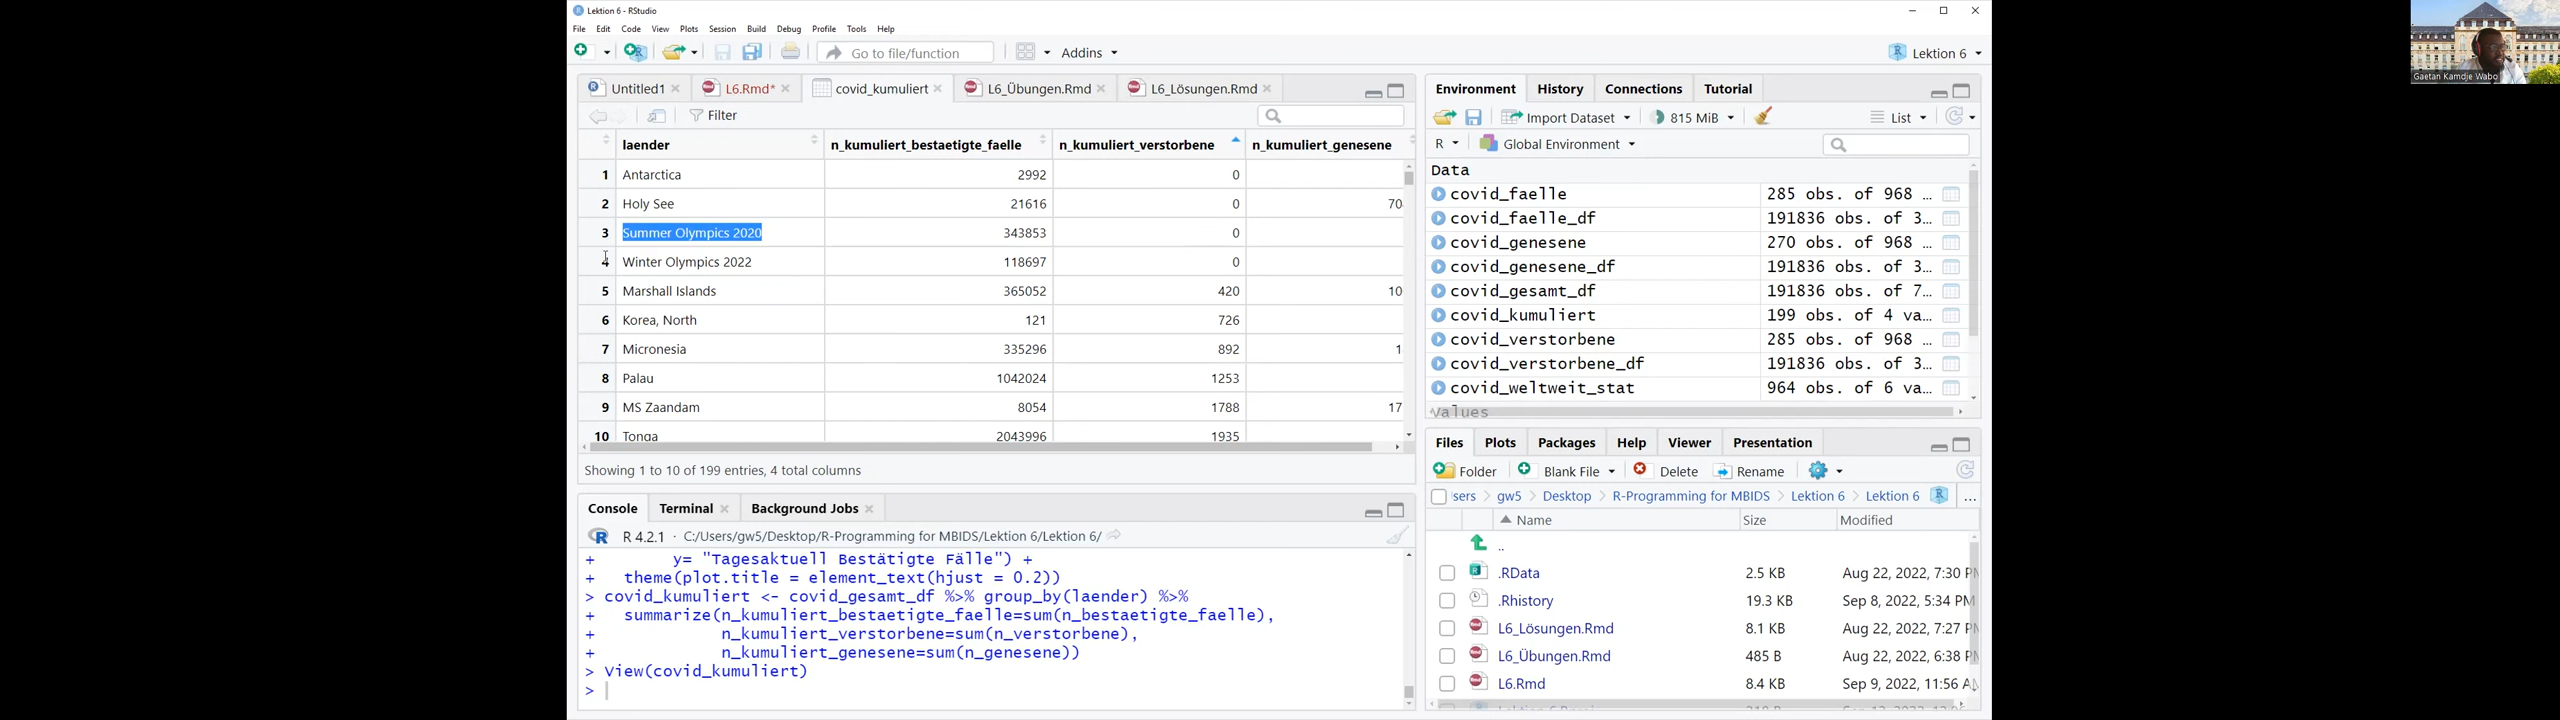 Lektion 6 - RStudio
File Edit Code View Plots Session Build Debug Profile Tools Help
Go to file/function Addins Lektion 6
Untitled1 L6.Rmd* covid_kumuliert L6_Übungen.Rmd L6_Lösungen.Rmd
Filter
laender n_kumuliert_bestaetigte_faelle n_kumuliert_verstorbene n_kumuliert_genesene
1 Antarctica 2992 0
2 Holy See 21616 0 70
3 Summer Olympics 2020 343853 0
4 Winter Olympics 2022 118697 0
5 Marshall Islands 365052 420 10
6 Korea, North 121 726
7 Micronesia 335296 892 1
8 Palau 1042024 1253
9 MS Zaandam 8054 1788 17
10 Tonga 2043996 1935
Showing 1 to 10 of 199 entries, 4 total columns
Console Terminal Background Jobs
R 4.2.1 · C:/Users/gw5/Desktop/R-Programming for MBIDS/Lektion 6/Lektion 6/
+ y= "Tagesaktuell Bestätigte Fälle") +
+ theme(plot.title = element_text(hjust = 0.2))
> covid_kumuliert <- covid_gesamt_df %>% group_by(laender) %>%
+ summarize(n_kumuliert_bestaetigte_faelle=sum(n_bestaetigte_faelle),
+ n_kumuliert_verstorbene=sum(n_verstorbene),
+ n_kumuliert_genesene=sum(n_genesene))
> View(covid_kumuliert)
>
Environment History Connections Tutorial
Import Dataset 815 MiB List
R Global Environment
Data
covid_faelle 285 obs. of 968 …
covid_faelle_df 191836 obs. of 3…
covid_genesene 270 obs. of 968 …
covid_genesene_df 191836 obs. of 3…
covid_gesamt_df 191836 obs. of 7…
covid_kumuliert 199 obs. of 4 va…
covid_verstorbene 285 obs. of 968 …
covid_verstorbene_df 191836 obs. of 3…
covid_weltweit_stat 964 obs. of 6 va…
Values
Files Plots Packages Help Viewer Presentation
Folder Blank File Delete Rename
sers > gw5 > Desktop > R-Programming for MBIDS > Lektion 6 > Lektion 6 ...
Name Size Modified
..
.RData 2.5 KB Aug 22, 2022, 7:30 P
.Rhistory 19.3 KB Sep 8, 2022, 5:34 PM
L6_Lösungen.Rmd 8.1 KB Aug 22, 2022, 7:27 P
L6_Übungen.Rmd 485 B Aug 22, 2022, 6:38 P
L6.Rmd 8.4 KB Sep 9, 2022, 11:56 A
Gaetan Kamdje Wabo